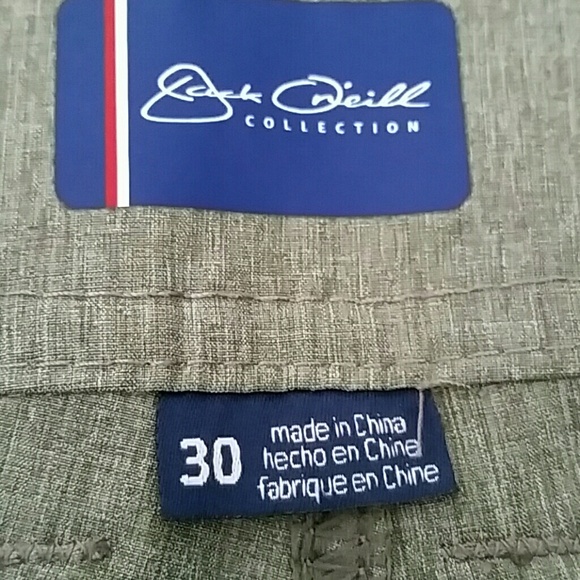 Jack O'Neill
COLLECTION
30
made in China
hecho en Chine
fabrique en Chine